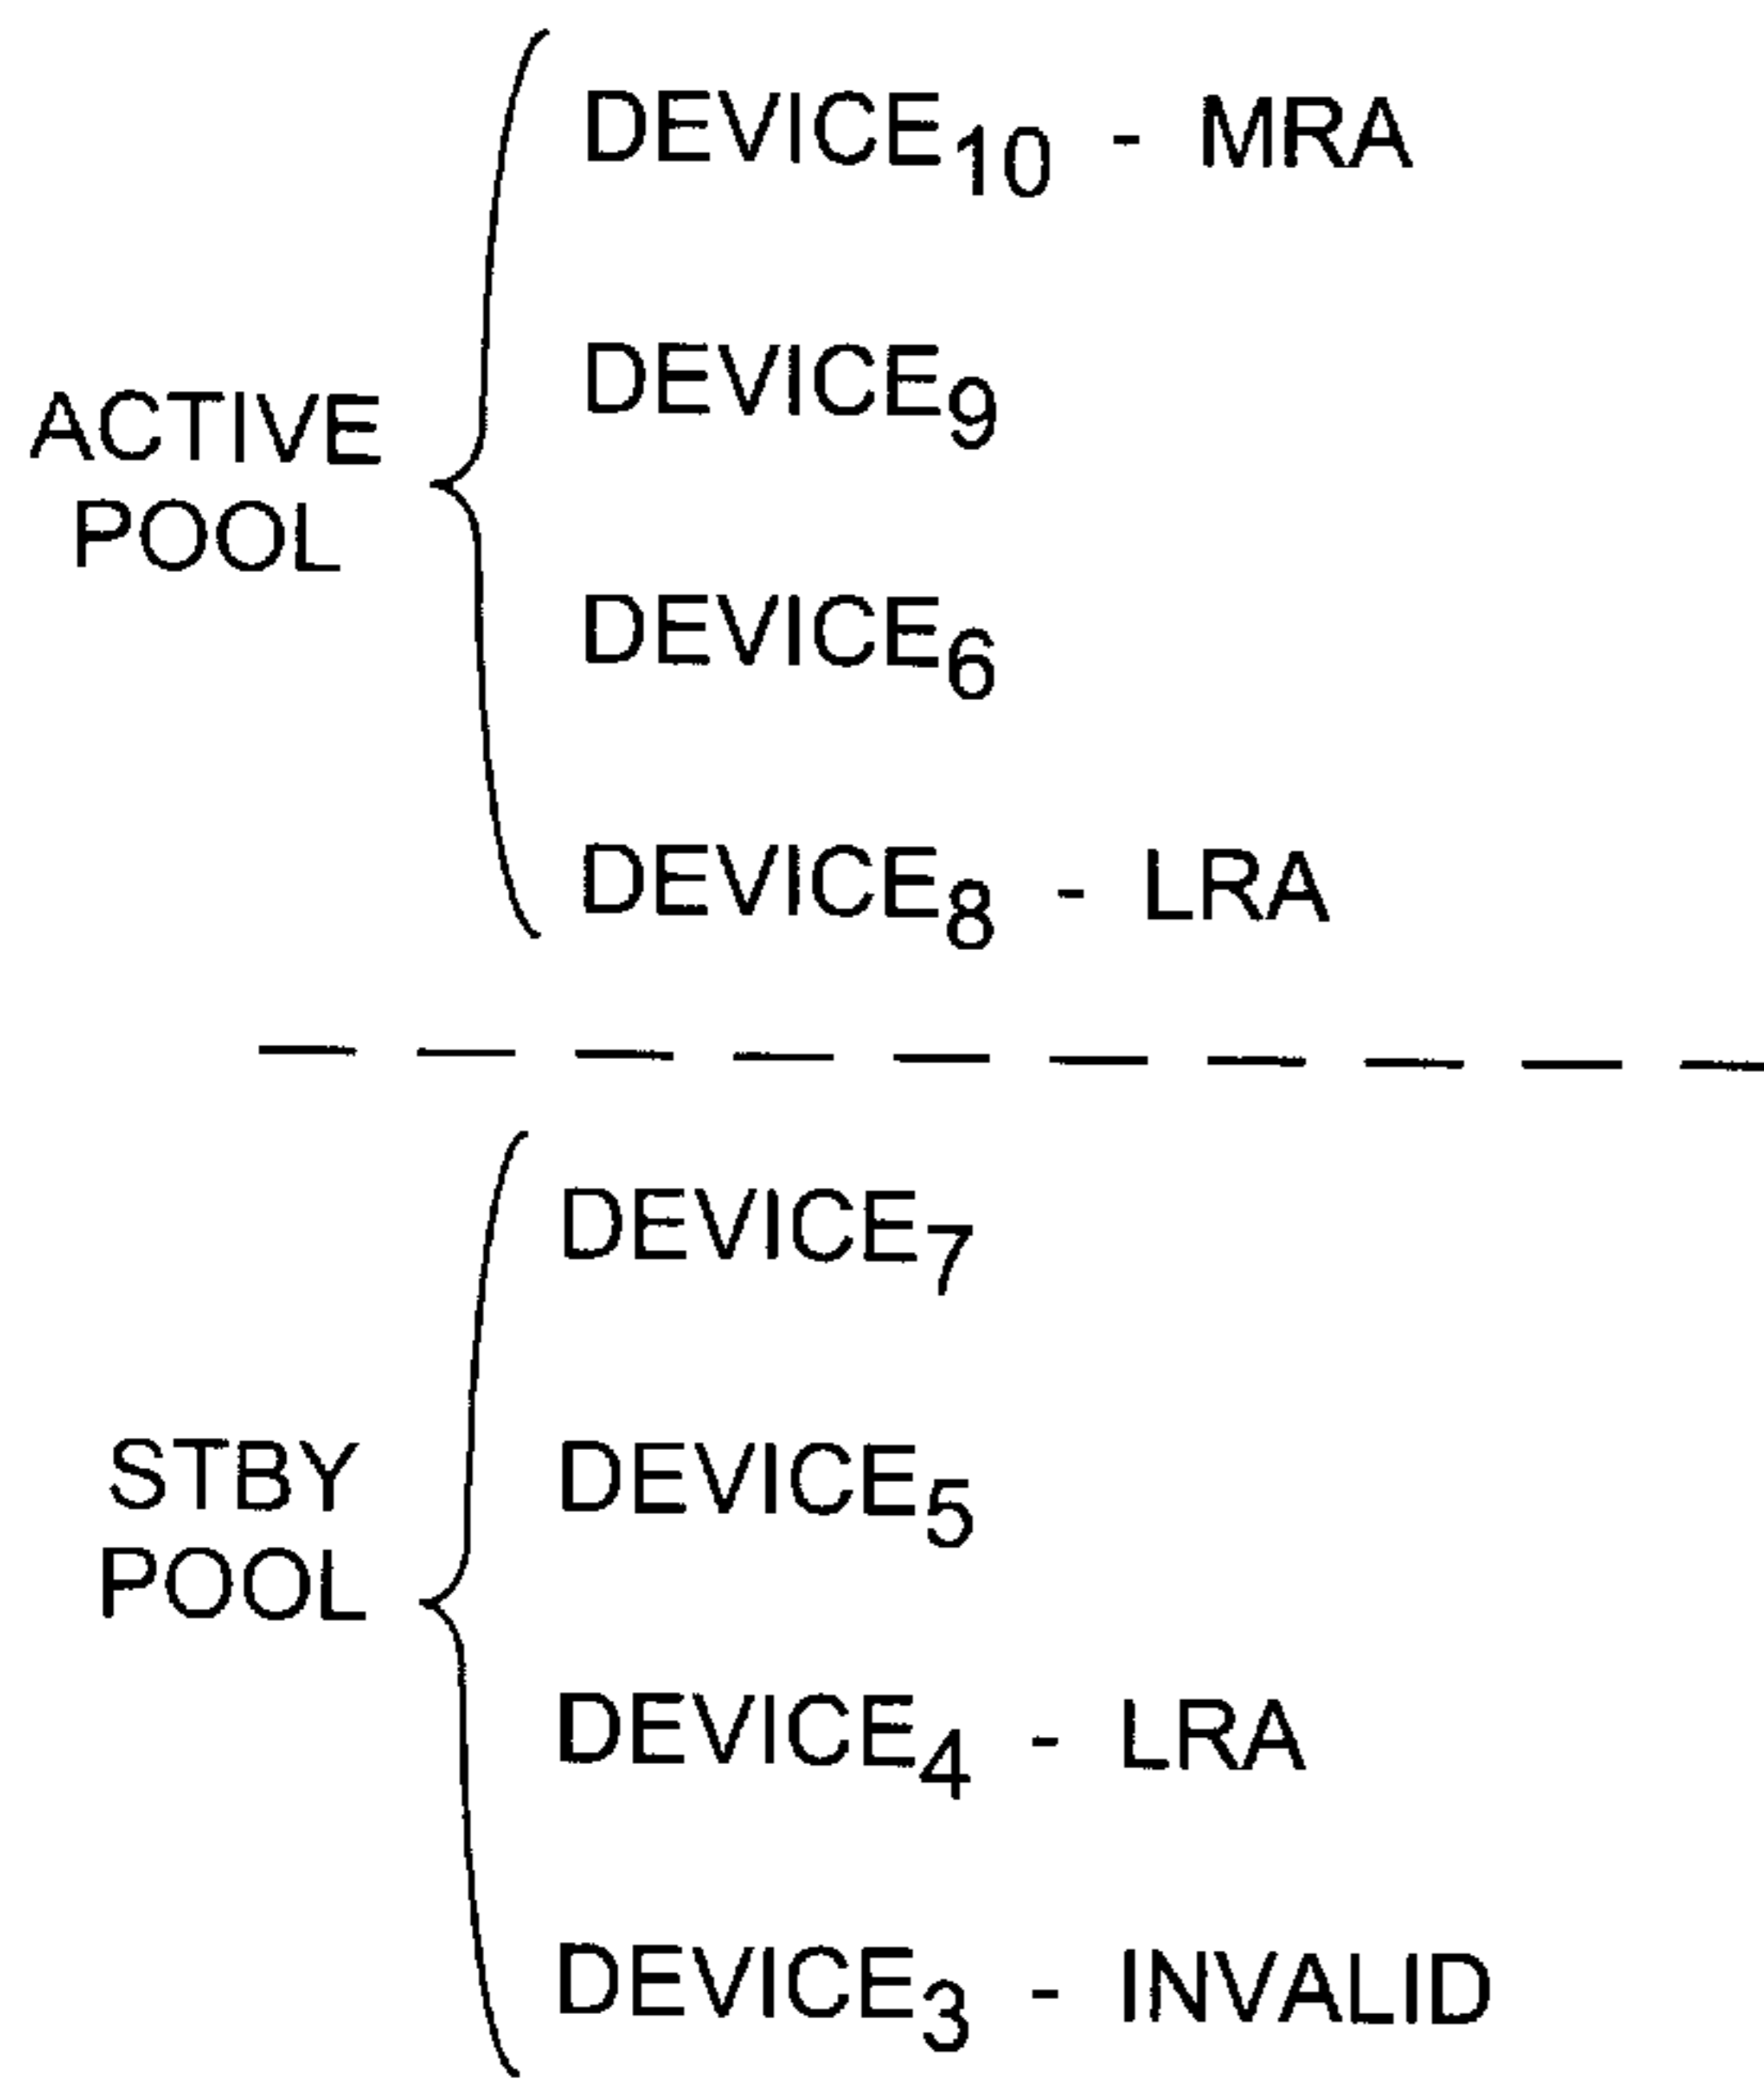 DEVICE₁₀ - MRA
DEVICE₉
ACTIVE
POOL
DEVICE₆
DEVICE₈ - LRA
DEVICE₇
STBY
POOL
DEVICE₅
DEVICE₄ - LRA
DEVICE₃ - INVALID